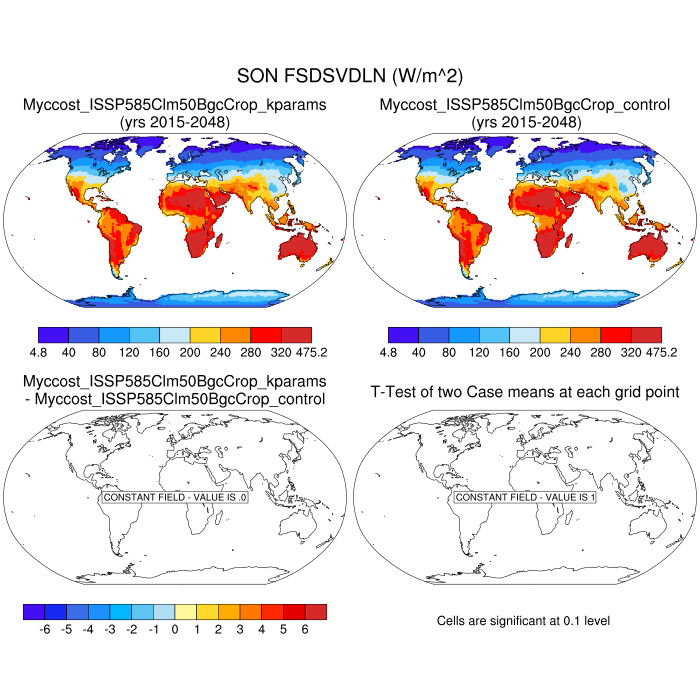 SON FSDSVDLN (W/m^2)
Myccost_ISSP585Clm50BgcCrop_kparams
(yrs 2015-2048)
Myccost_ISSP585Clm50BgcCrop_control
(yrs 2015-2048)
4.8 40 80 120 160 200 240 280 320 475.2
4.8 40 80 120 160 200 240 280 320 475.2
Myccost_ISSP585Clm50BgcCrop_kparams
- Myccost_ISSP585Clm50BgcCrop_control
T-Test of two Case means at each grid point
CONSTANT FIELD - VALUE IS .0
CONSTANT FIELD - VALUE IS 1
-6 -5 -4 -3 -2 -1 0 1 2 3 4 5 6
Cells are significant at 0.1 level